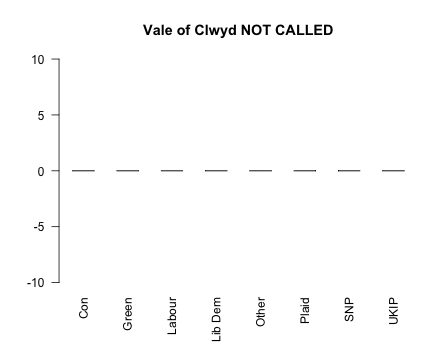 Vale of Clwyd NOT CALLED
10
5
0
-5
-10
Con
Green
Labour
Lib Dem
Other
Plaid
SNP
UKIP